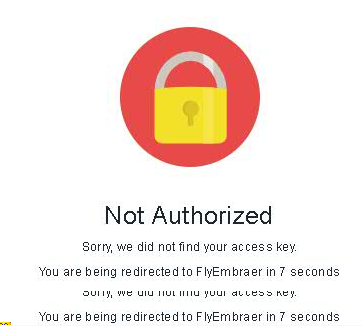 Not Authorized
Sorry, we did not find your access key.
You are being redirected to FlyEmbraer in 7 seconds
Sorry, we did not find your access key.
You are being redirected to FlyEmbraer in 7 seconds